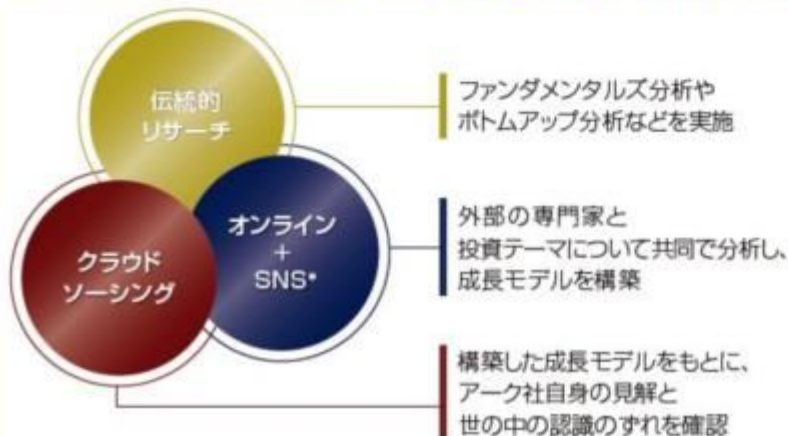 伝統的
リサーチ
ファンダメンタルズ分析や
ボトムアップ分析などを実施
オンライン
+
SNS*
外部の専門家と
投資テーマについて共同で分析し、
成長モデルを構築
クラウド
ソーシング
構築した成長モデルをもとに、
アーク社自身の見解と
世の中の認識のずれを確認